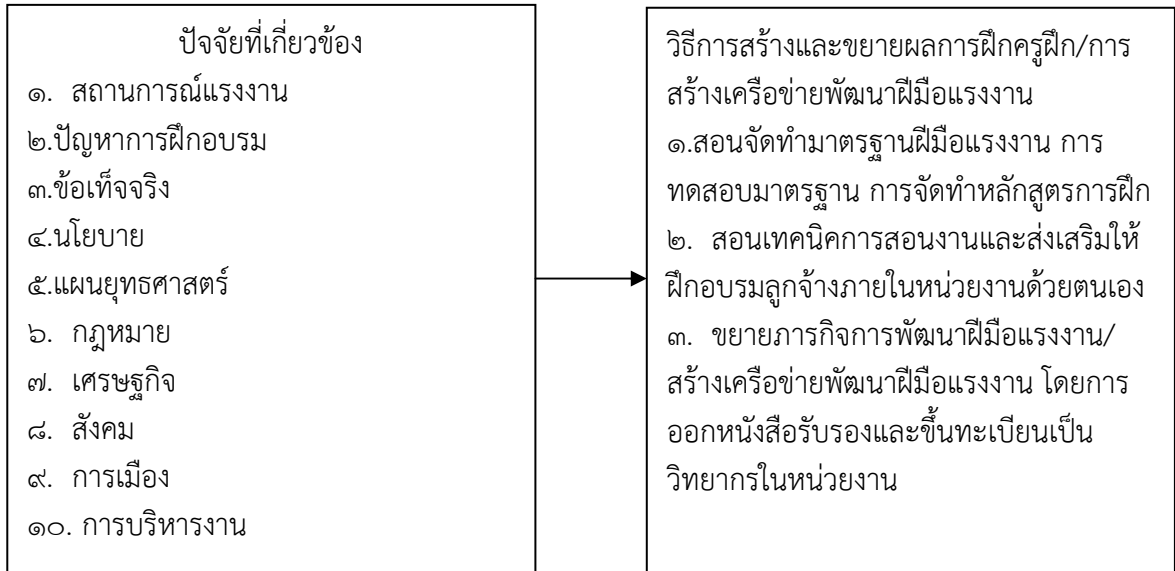 ปัจจัยที่เกี่ยวข้อง
๑. สถานการณ์แรงงาน
๒.ปัญหาการฝึกอบรม
๓.ข้อเท็จจริง
๔.นโยบาย
๕.แผนยุทธศาสตร์
๖. กฎหมาย
๗. เศรษฐกิจ
๘. สังคม
๙. การเมือง
๑๐. การบริหารงาน
วิธีการสร้างและขยายผลการฝึกครูฝึก/การ
สร้างเครือข่ายพัฒนาฝีมือแรงงาน
๑.สอนจัดทำมาตรฐานฝีมือแรงงาน การ
ทดสอบมาตรฐาน การจัดทำหลักสูตรการฝึก
๒. สอนเทคนิคการสอนงานและส่งเสริมให้
ฝึกอบรมลูกจ้างภายในหน่วยงานด้วยตนเอง
๓. ขยายภารกิจการพัฒนาฝีมือแรงงาน/
สร้างเครือข่ายพัฒนาฝีมือแรงงาน โดยการ
ออกหนังสือรับรองและขึ้นทะเบียนเป็น
วิทยากรในหน่วยงาน